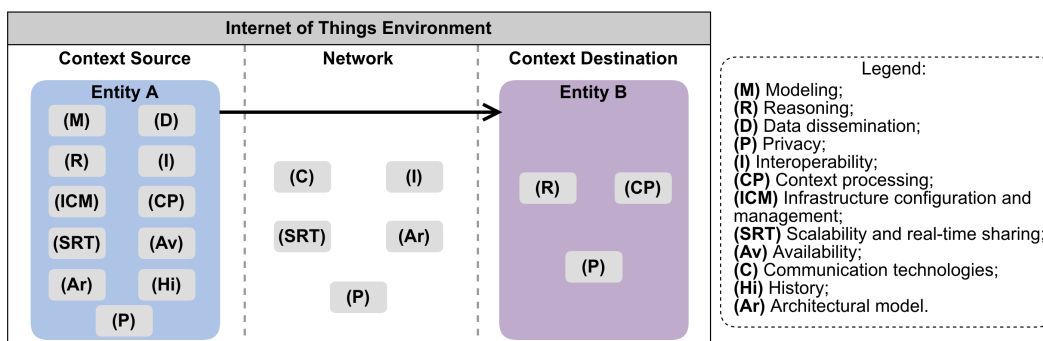 Internet of Things Environment
Context Source
Network
Context Destination
Entity A
Entity B
(M)
(D)
(R)
(I)
(ICM)
(CP)
(SRT)
(Av)
(Ar)
(Hi)
(P)
(C)
(I)
(SRT)
(Ar)
(P)
(R)
(CP)
(P)
Legend:
(M) Modeling;
(R) Reasoning;
(D) Data dissemination;
(P) Privacy;
(I) Interoperability;
(CP) Context processing;
(ICM) Infrastructure configuration and
management;
(SRT) Scalability and real-time sharing;
(Av) Availability;
(C) Communication technologies;
(Hi) History;
(Ar) Architectural model.